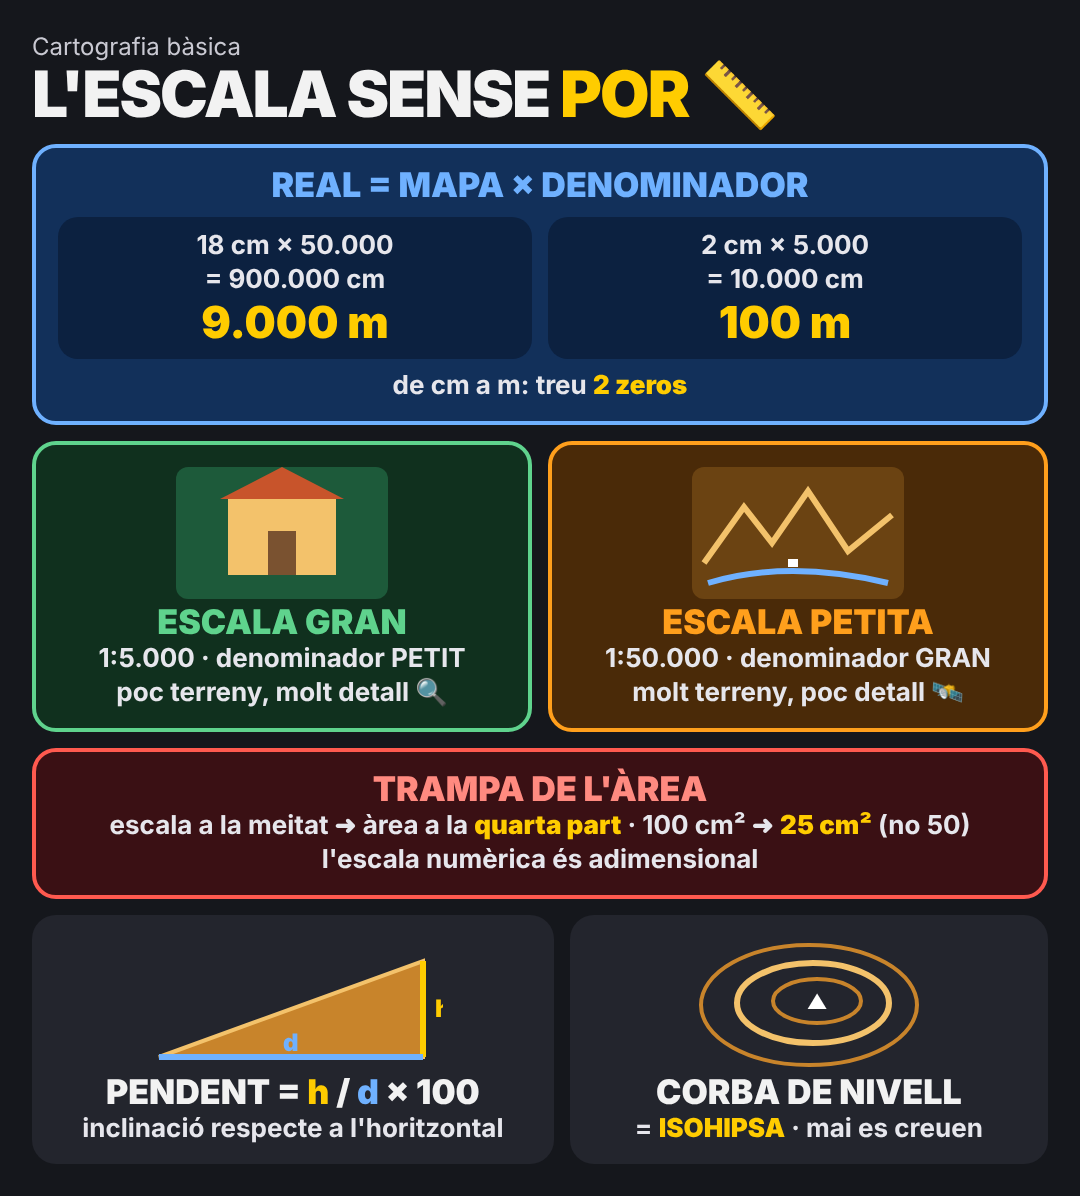 Cartografia bàsica
L'ESCALA SENSE POR 📏
REAL = MAPA × DENOMINADOR
18 cm × 50.000
= 900.000 cm
9.000 m
2 cm × 5.000
= 10.000 cm
100 m
de cm a m: treu 2 zeros
ESCALA GRAN
1:5.000 · denominador PETIT
poc terreny, molt detall 🔍
ESCALA PETITA
1:50.000 · denominador GRAN
molt terreny, poc detall 🛰️
TRAMPA DE L'ÀREA
escala a la meitat ➜ àrea a la quarta part · 100 cm² ➜ 25 cm² (no 50)
l'escala numèrica és adimensional
d
PENDENT = h / d × 100
inclinació respecte a l'horitzontal
CORBA DE NIVELL
= ISOHIPSA · mai es creuen